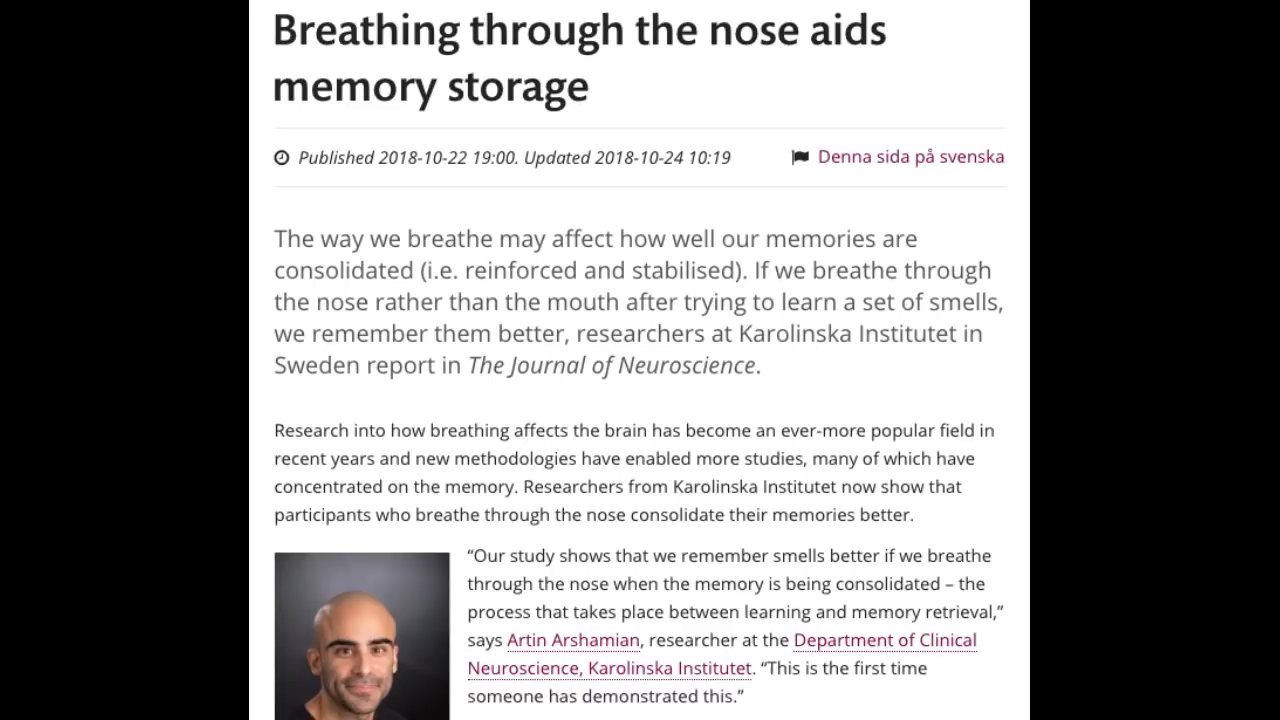 Breathing through the nose aids
memory storage
Published 2018-10-22 19:00. Updated 2018-10-24 10:19
Denna sida på svenska
The way we breathe may affect how well our memories are
consolidated (i.e. reinforced and stabilised). If we breathe through
the nose rather than the mouth after trying to learn a set of smells,
we remember them better, researchers at Karolinska Institutet in
Sweden report in The Journal of Neuroscience.
Research into how breathing affects the brain has become an ever-more popular field in
recent years and new methodologies have enabled more studies, many of which have
concentrated on the memory. Researchers from Karolinska Institutet now show that
participants who breathe through the nose consolidate their memories better.
“Our study shows that we remember smells better if we breathe
through the nose when the memory is being consolidated – the
process that takes place between learning and memory retrieval,”
says Artin Arshamian, researcher at the Department of Clinical
Neuroscience, Karolinska Institutet. “This is the first time
someone has demonstrated this.”